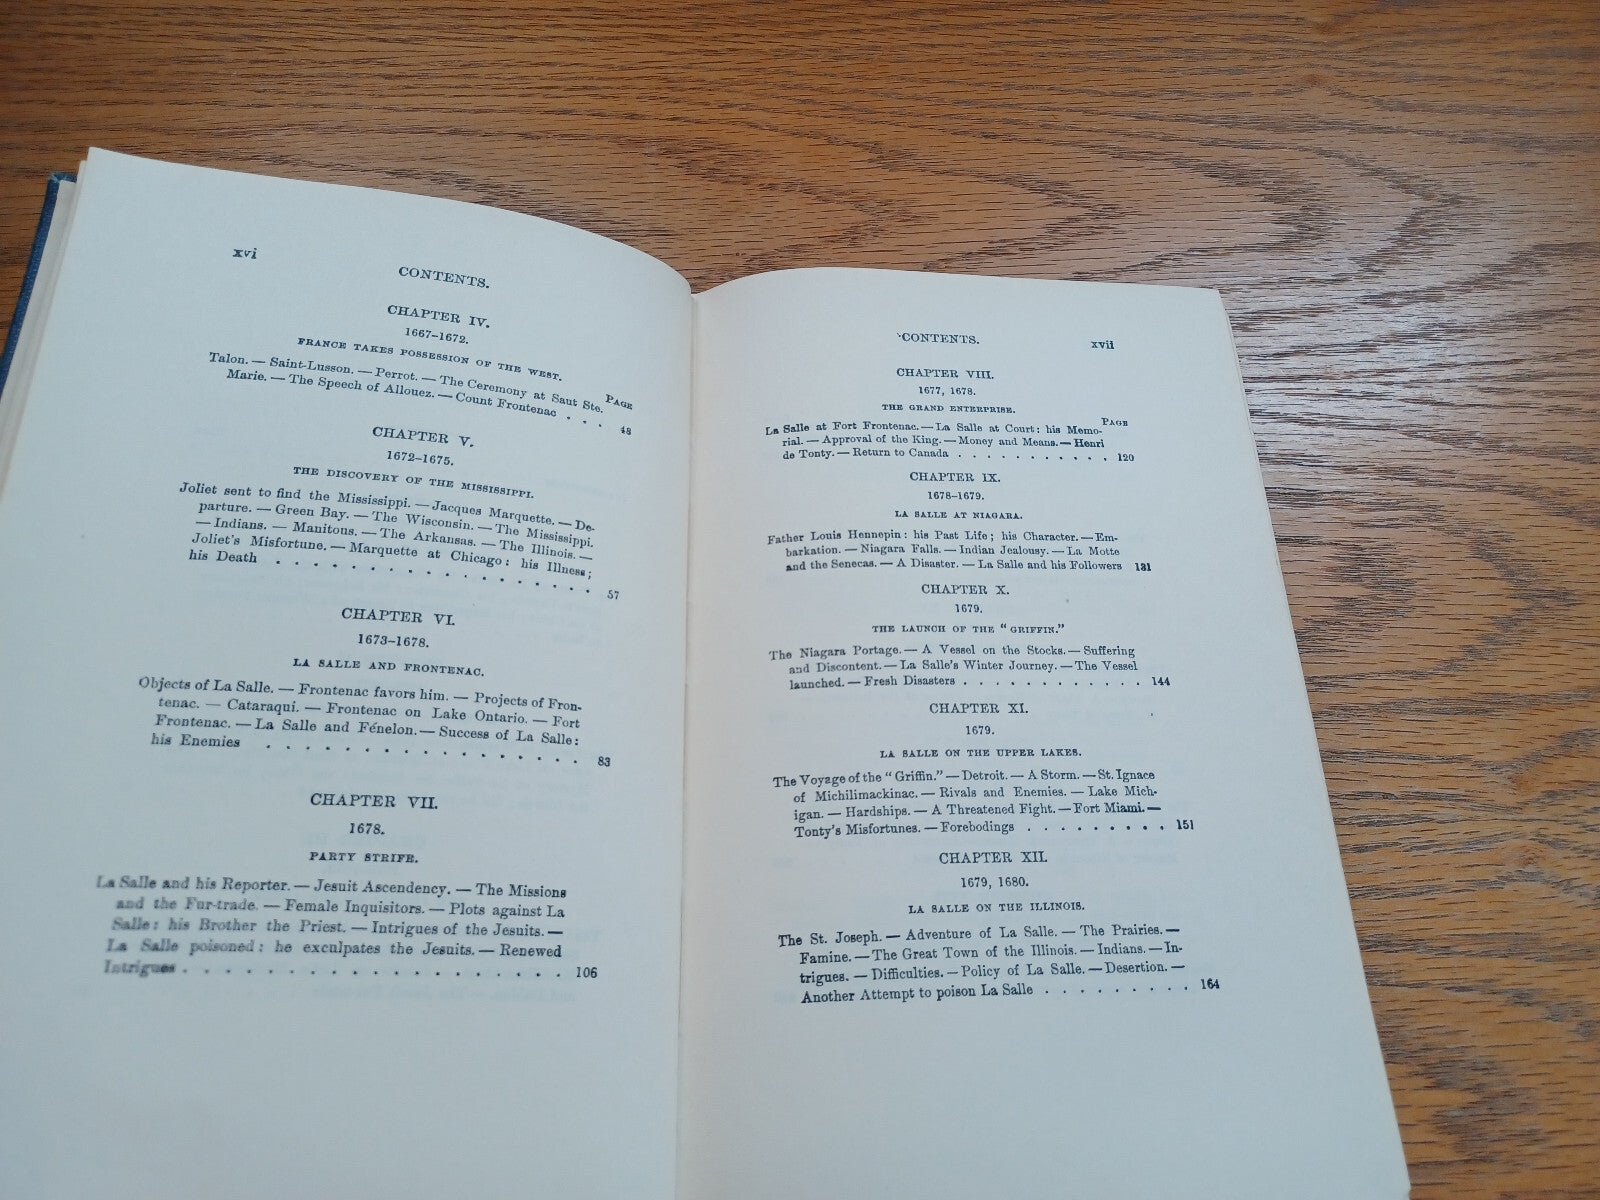 xvi
CONTENTS.
CHAPTER IV.
1667–1672.
FRANCE TAKES POSSESSION OF THE WEST.
PAGE
Talon. — Saint-Lusson. — Perrot. — The Ceremony at Saut Ste.
Marie. — The Speech of Allouez. — Count Frontenac . . . 48
CHAPTER V.
1672–1675.
THE DISCOVERY OF THE MISSISSIPPI.
Joliet sent to find the Mississippi. — Jacques Marquette. — De-
parture. — Green Bay. — The Wisconsin. — The Mississippi.
— Indians. — Manitous. — The Arkansas. — The Illinois. —
Joliet's Misfortune. — Marquette at Chicago: his Illness;
his Death . . . . . . . . . . . . . . . . 57
CHAPTER VI.
1673–1678.
LA SALLE AND FRONTENAC.
Objects of La Salle. — Frontenac favors him. — Projects of Fron-
tenac. — Cataraqui. — Frontenac on Lake Ontario. — Fort
Frontenac. — La Salle and Fénelon. — Success of La Salle:
his Enemies . . . . . . . . . . . . . . . 83
CHAPTER VII.
1678.
PARTY STRIFE.
La Salle and his Reporter. — Jesuit Ascendency. — The Missions
and the Fur-trade. — Female Inquisitors. — Plots against La
Salle: his Brother the Priest. — Intrigues of the Jesuits. —
La Salle poisoned: he exculpates the Jesuits. — Renewed
Intrigues . . . . . . . . . . . . . . . . . . 106
CONTENTS.
xvii
CHAPTER VIII.
1677, 1678.
THE GRAND ENTERPRISE.
PAGE
La Salle at Fort Frontenac. — La Salle at Court: his Memo-
rial. — Approval of the King. — Money and Means. — Henri
de Tonty. — Return to Canada . . . . . . . . . . . 120
CHAPTER IX.
1678–1679.
LA SALLE AT NIAGARA.
Father Louis Hennepin: his Past Life; his Character. — Em-
barkation. — Niagara Falls. — Indian Jealousy. — La Motte
and the Senecas. — A Disaster. — La Salle and his Followers 131
CHAPTER X.
1679.
THE LAUNCH OF THE "GRIFFIN."
The Niagara Portage. — A Vessel on the Stocks. — Suffering
and Discontent. — La Salle's Winter Journey. — The Vessel
launched. — Fresh Disasters . . . . . . . . . . . . 144
CHAPTER XI.
1679.
LA SALLE ON THE UPPER LAKES.
The Voyage of the "Griffin." — Detroit. — A Storm. — St. Ignace
of Michilimackinac. — Rivals and Enemies. — Lake Mich-
igan. — Hardships. — A Threatened Fight. — Fort Miami. —
Tonty's Misfortunes. — Forebodings . . . . . . . . . 151
CHAPTER XII.
1679, 1680.
LA SALLE ON THE ILLINOIS.
The St. Joseph. — Adventure of La Salle. — The Prairies. —
Famine. — The Great Town of the Illinois. — Indians. — In-
trigues. — Difficulties. — Policy of La Salle. — Desertion. —
Another Attempt to poison La Salle . . . . . . . . . 164